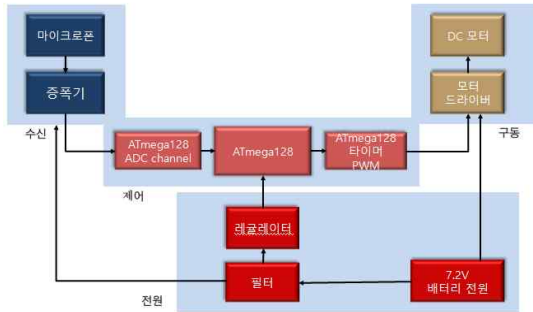 마이크로폰
증폭기
수신
DC 모터
모터
드라이버
구동
ATmega128
ADC channel
ATmega128
ATmega128
타이머
PWM
제어
레귤레이터
필터
7.2V
배터리 전원
전원